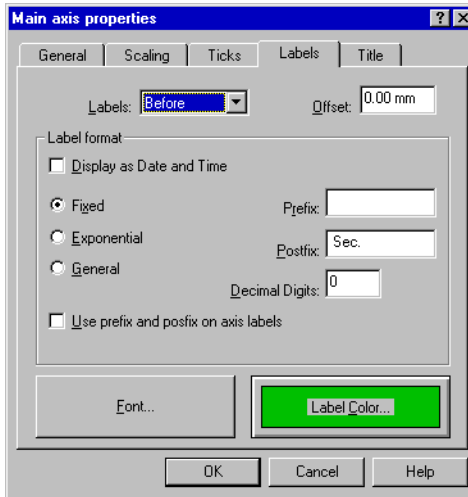 Main axis properties
General Scaling Ticks Labels Title
Labels: Before Offset: 0.00 mm
Label format
Display as Date and Time
Fixed Prefix:
Exponential Postfix: Sec.
General Decimal Digits: 0
Use prefix and posfix on axis labels
Font... Label Color...
OK Cancel Help